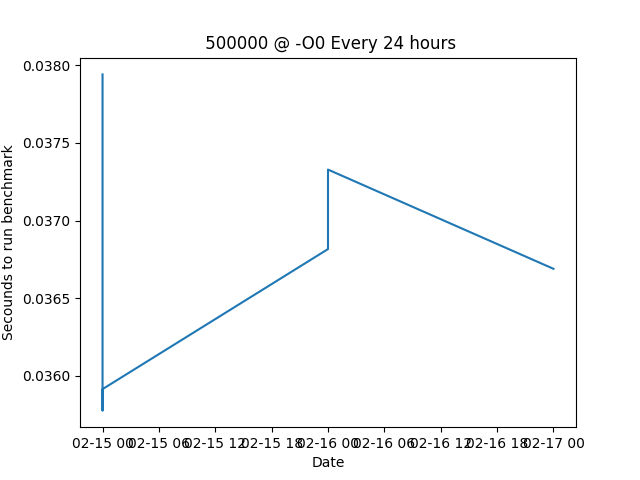 500000 @ -O0 Every 24 hours
0.0380
0.0375
0.0370
0.0365
0.0360
Secounds to run benchmark
02-15 00 02-15 06 02-15 12 02-15 18 02-16 00 02-16 06 02-16 12 02-16 18 02-17 00
Date